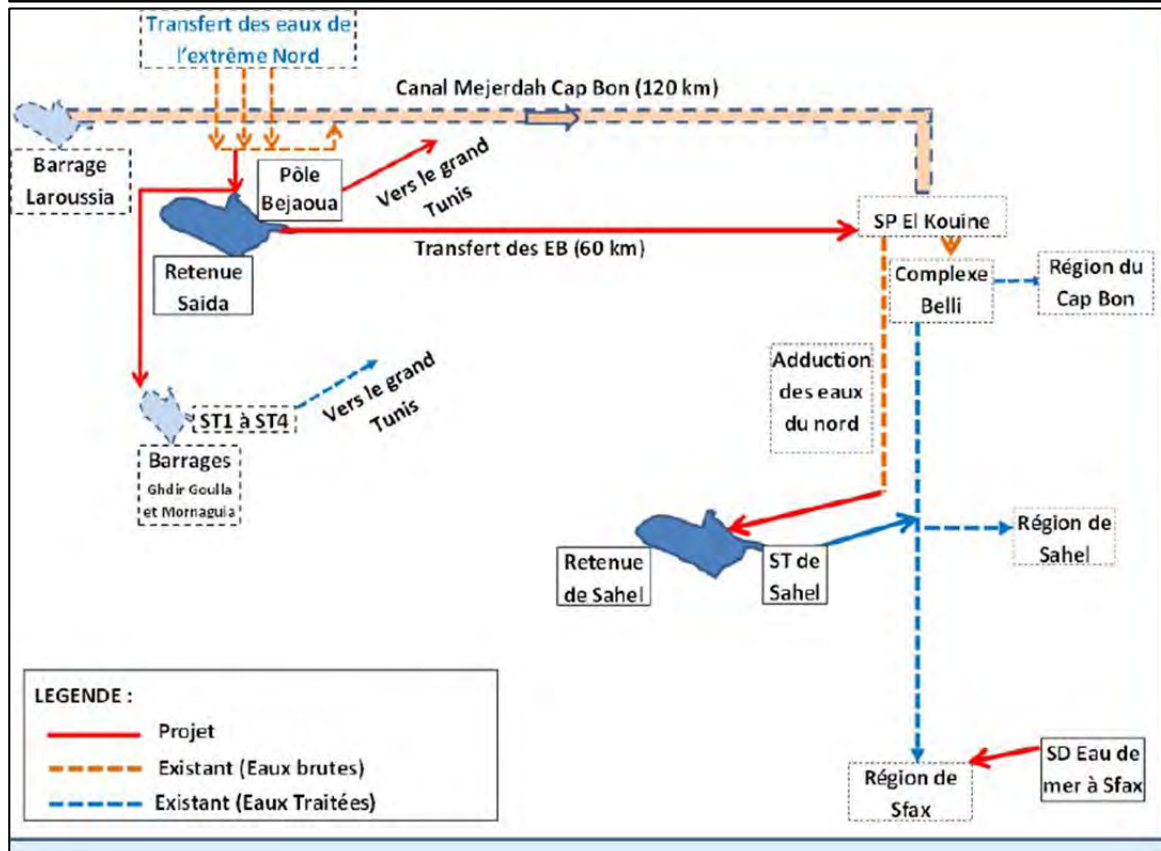 Transfert des eaux de
l'extrême Nord
Canal Mejerdah Cap Bon (120 km)
Barrage
Laroussia
Pôle
Bejaoua
Vers le grand
Tunis
SP El Kouine
Transfert des EB (60 km)
Retenue
Saida
Complexe
Belli
Région du
Cap Bon
Adduction
des eaux
du nord
Vers le grand
Tunis
ST1 à ST4
Barrages
Ghdir Goulla
et Mornaguia
Retenue
de Sahel
ST de
Sahel
Région de
Sahel
LEGENDE :
Projet
Existant (Eaux brutes)
Existant (Eaux Traitées)
Région de
Sfax
SD Eau de
mer à Sfax